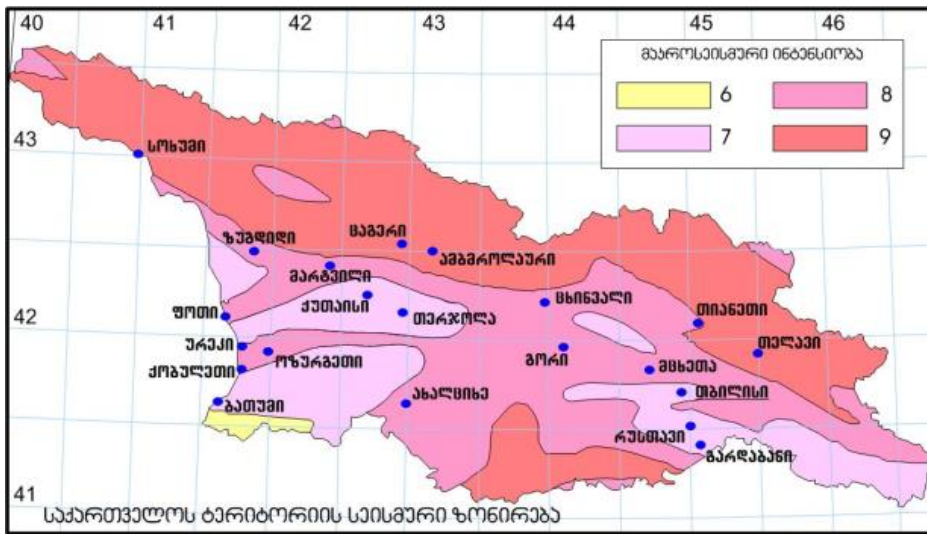 40 41 42 43 44 45 46
მაკროსეისმური ინტენსიობა
6 8
7 9
43
სოხუმი
ზუგდიდი
ცაგერი
ამბმროლაური
მარტვილი
ქუთაისი
ცხინვალი
თიანეთი
42
ფოთი
თერჯოლა
თელავი
ურეკი
ოზურგეთი
გორი
მცხეთა
ქობულეთი
ახალციხე
თბილისი
ბათუმი
რუსთავი
გარდაბანი
41
საქართველოს ტერიტორიის სეისმური ზონირება